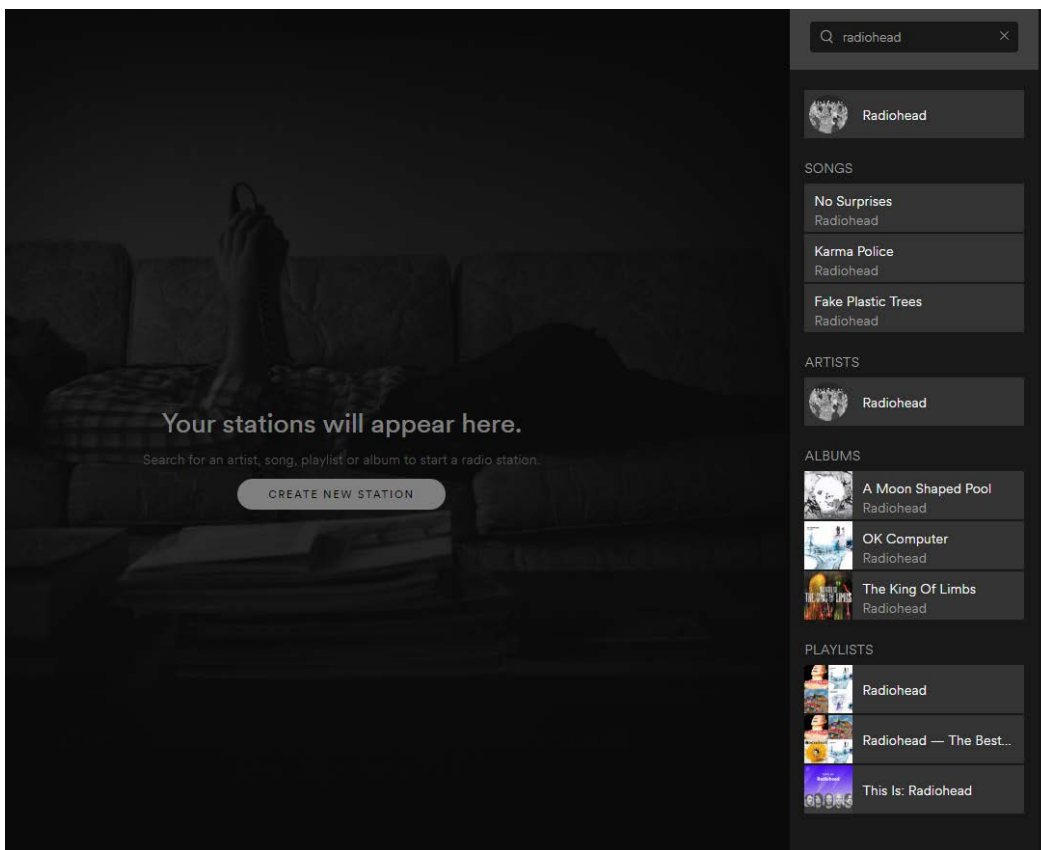 radiohead
Radiohead
SONGS
No Surprises
Radiohead
Karma Police
Radiohead
Fake Plastic Trees
Radiohead
ARTISTS
Radiohead
ALBUMS
A Moon Shaped Pool
Radiohead
OK Computer
Radiohead
The King Of Limbs
Radiohead
PLAYLISTS
Radiohead
Radiohead — The Best...
This Is: Radiohead
Your stations will appear here.
Search for an artist, song, playlist or album to start a radio station.
CREATE NEW STATION